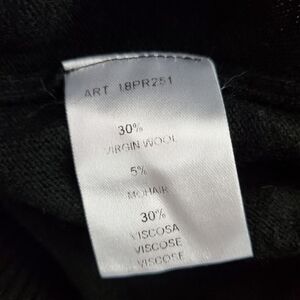 ART 18PR251
30%
VIRGIN WOOL
5%
MOHAIR
30%
VISCOSA
VISCOSE
VISCOSE